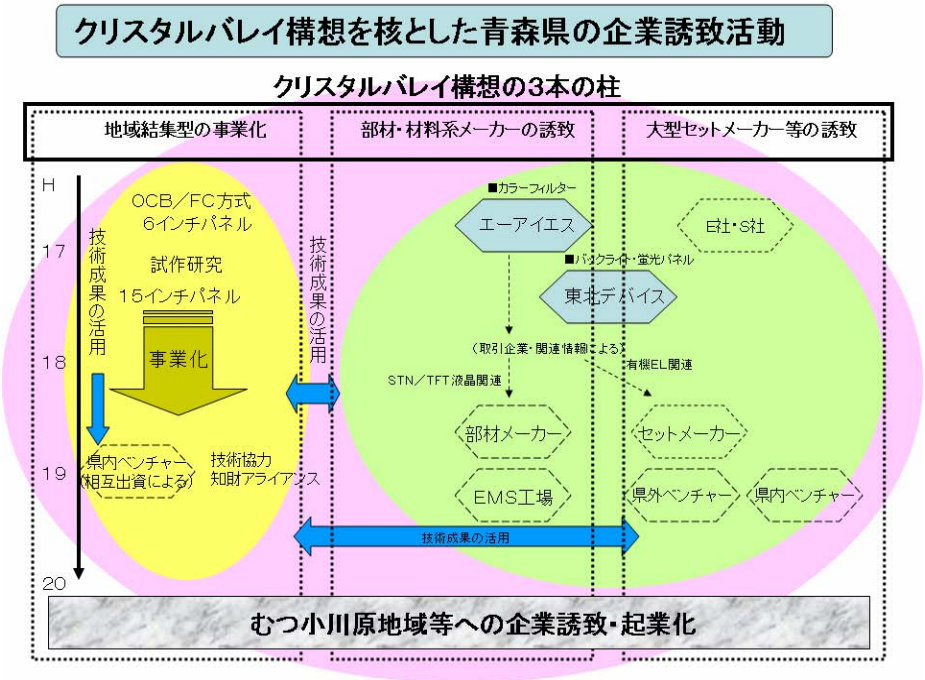 クリスタルバレイ構想を核とした青森県の企業誘致活動
クリスタルバレイ構想の3本の柱
地域結集型の事業化
部材・材料系メーカーの誘致
大型セットメーカー等の誘致
H
17
18
19
20
技術成果の活用
OCB／FC方式
6インチパネル
試作研究
15インチパネル
事業化
県内ベンチャー
(相互出資による)
技術協力
知財アライアンス
技術成果の活用
■カラーフィルター
エーアイエス
E社・S社
■バックライト・蛍光パネル
東北デバイス
(取引企業・関連情報による)
STN／TFT液晶関連
有機EL関連
部材メーカー
セットメーカー
EMS工場
県外ベンチャー
県内ベンチャー
技術成果の活用
むつ小川原地域等への企業誘致・起業化